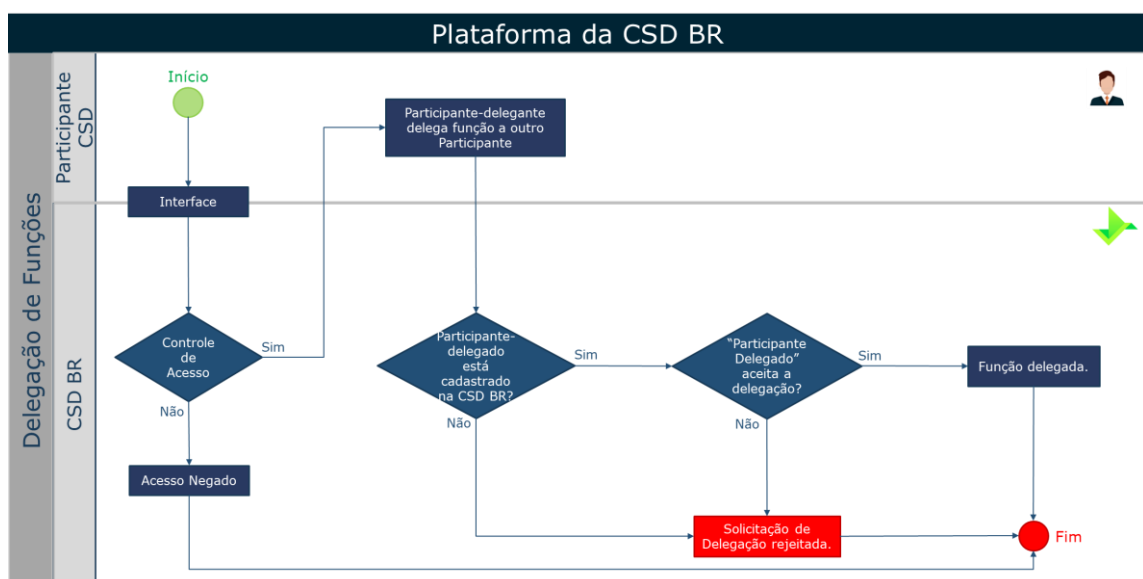 Plataforma da CSD BR
Delegação de Funções
Participante
CSD
Início
Participante-delegante
delega função a outro
Participante
Interface
CSD BR
Controle
de
Acesso
Sim
Participante-
delegado
está
cadastrado
na CSD BR?
Sim
“Participante
Delegado”
aceita a
delegação?
Sim
Função delegada.
Não
Não
Não
Acesso Negado
Solicitação de
Delegação rejeitada.
Fim